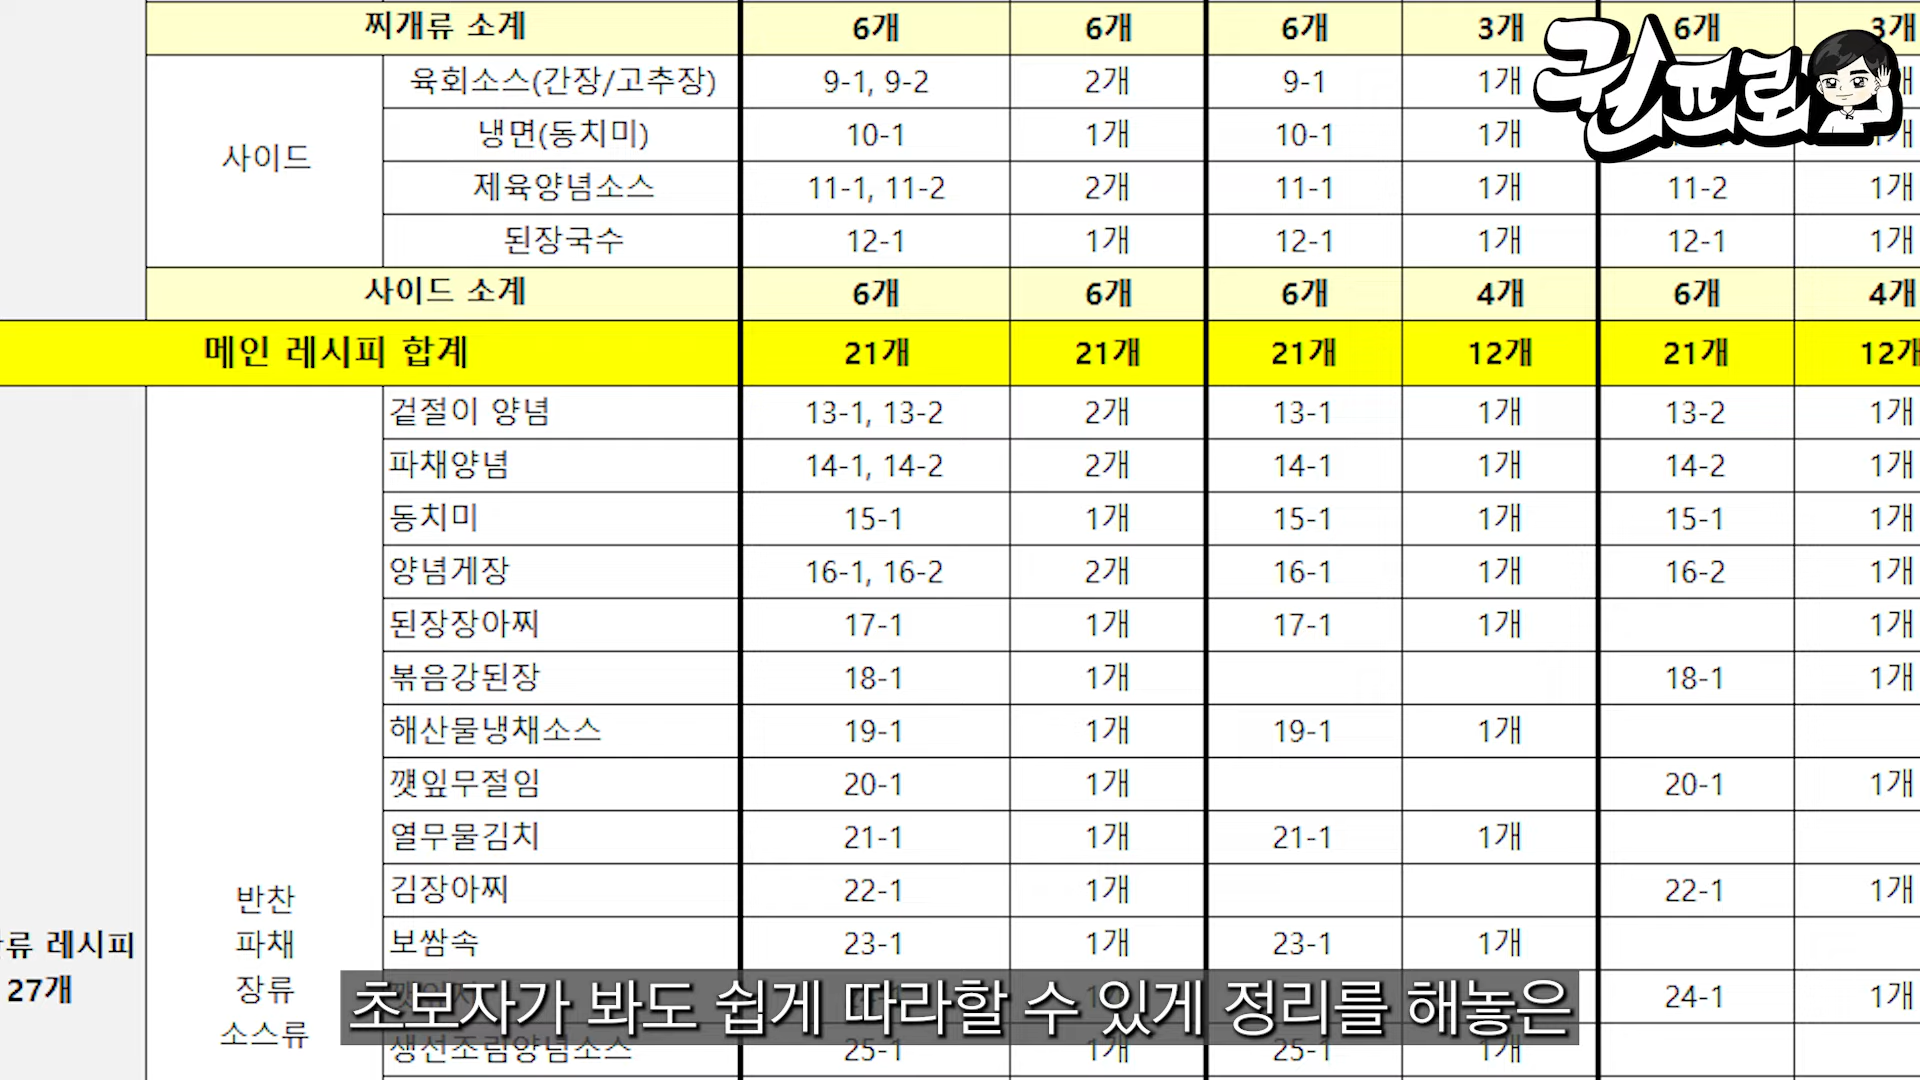 찌개류 소계 6개 6개 6개 3개 6개 3개
육회소스(간장/고추장) 9-1, 9-2 2개 9-1 1개
냉면(동치미) 10-1 1개 10-1 1개
사이드
제육양념소스 11-1, 11-2 2개 11-1 1개 11-2 1개
된장국수 12-1 1개 12-1 1개 12-1 1개
사이드 소계 6개 6개 6개 4개 6개 4개
메인 레시피 합계 21개 21개 21개 12개 21개 12개
겉절이 양념 13-1, 13-2 2개 13-1 1개 13-2 1개
파채양념 14-1, 14-2 2개 14-1 1개 14-2 1개
동치미 15-1 1개 15-1 1개 15-1 1개
양념게장 16-1, 16-2 2개 16-1 1개 16-2 1개
된장장아찌 17-1 1개 17-1 1개 1개
볶음강된장 18-1 1개 18-1 1개
해산물냉채소스 19-1 1개 19-1 1개
깻잎무절임 20-1 1개 20-1 1개
열무물김치 21-1 1개 21-1 1개
김장아찌 22-1 1개 22-1 1개
반찬
보쌈속 23-1 1개 23-1 1개
류 레시피 파채
27개 장류 24-1 1개
소스류
생선조림양념소스 25-1 1개 25-1 1개
권프로
초보자가 봐도 쉽게 따라할 수 있게 정리를 해놓은